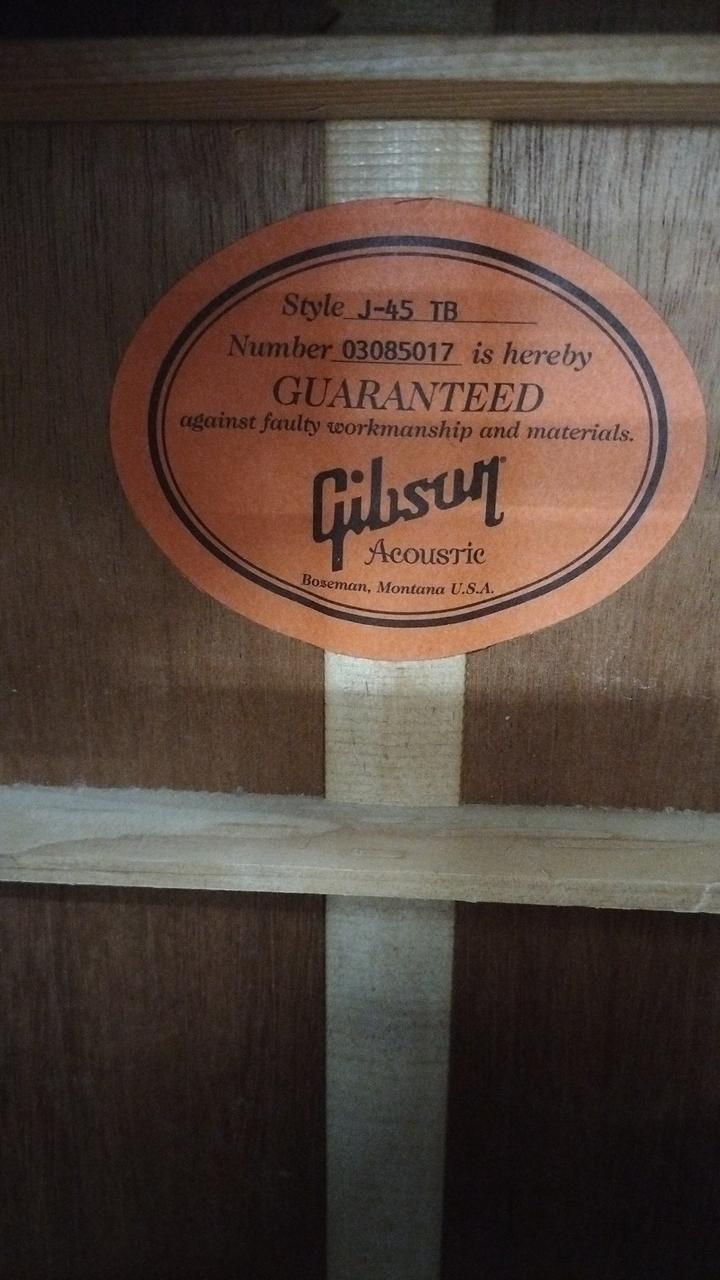 Style J-45 TB
Number 03085017 is hereby
GUARANTEED
against faulty workmanship and materials.
Gibson
Acoustic
Bozeman, Montana U.S.A.